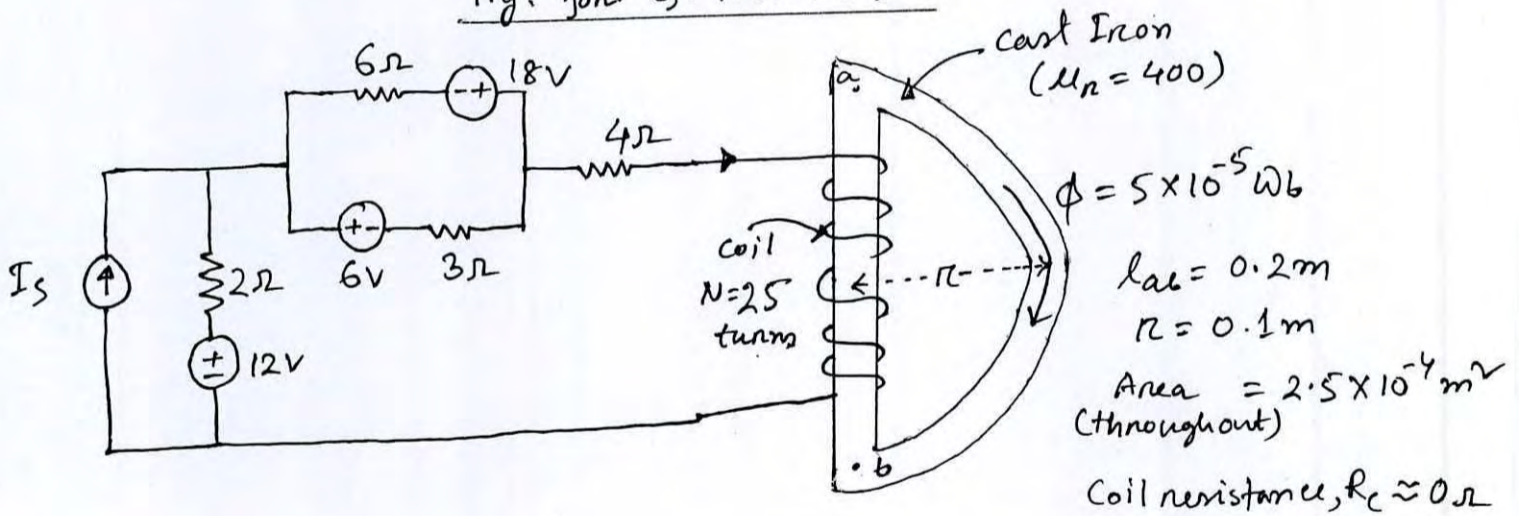 Cast Iron
(μn = 400)
6Ω
18V
- +
a
4Ω
ϕ = 5×10⁻⁵ Wb
Is
2Ω
+ -
6V
3Ω
coil
N=25
turns
r
lab = 0.2m
r = 0.1m
+
-
12V
Area = 2.5×10⁻⁴ m²
(throughout)
b
Coil resistance, Rc ≈ 0Ω